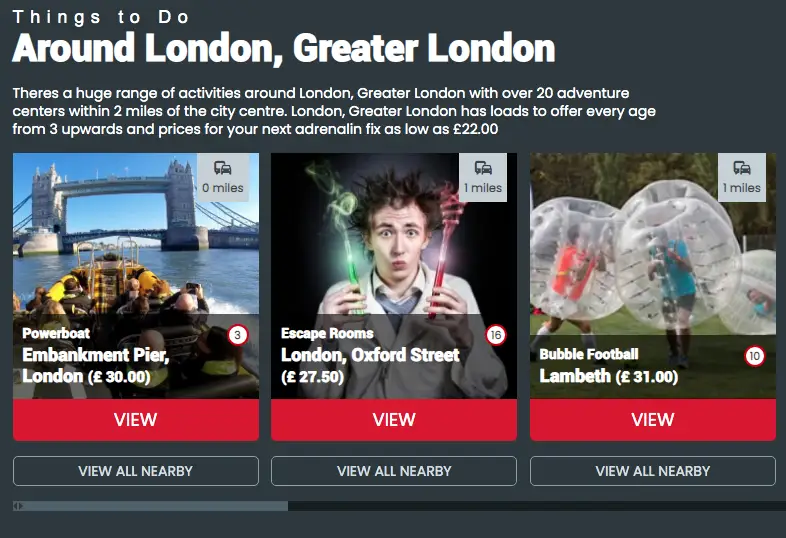 Things to Do
Around London, Greater London
Theres a huge range of activities around London, Greater London with over 20 adventure
centers within 2 miles of the city centre. London, Greater London has loads to offer every age
from 3 upwards and prices for your next adrenalin fix as low as £22.00
0 miles
Powerboat
3
Embankment Pier,
London (£ 30.00)
VIEW
VIEW ALL NEARBY
1 miles
Escape Rooms
16
London, Oxford Street
(£ 27.50)
VIEW
VIEW ALL NEARBY
1 miles
Bubble Football
10
Lambeth (£ 31.00)
VIEW
VIEW ALL NEARBY